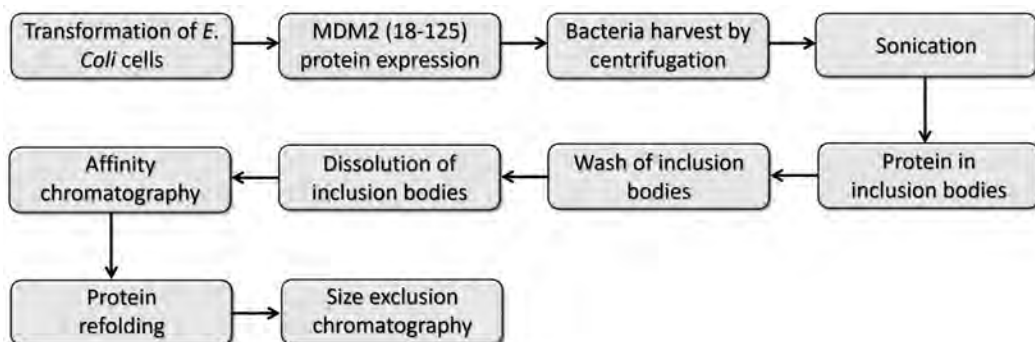 Transformation of E.
Coli cells
MDM2 (18-125)
protein expression
Bacteria harvest by
centrifugation
Sonication
Protein in
inclusion bodies
Wash of inclusion
bodies
Dissolution of
inclusion bodies
Affinity
chromatography
Protein
refolding
Size exclusion
chromatography